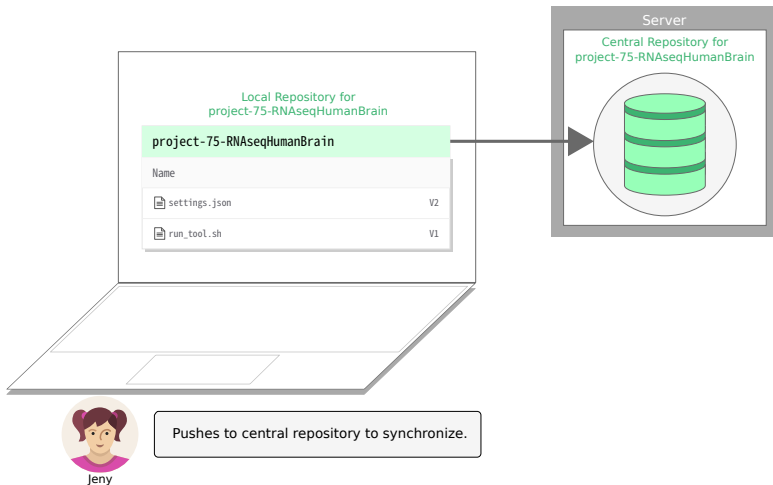 Server
Central Repository for
project-75-RNAseqHumanBrain
Local Repository for
project-75-RNAseqHumanBrain
project-75-RNAseqHumanBrain
Name
settings.json V2
run_tool.sh V1
Pushes to central repository to synchronize.
Jeny